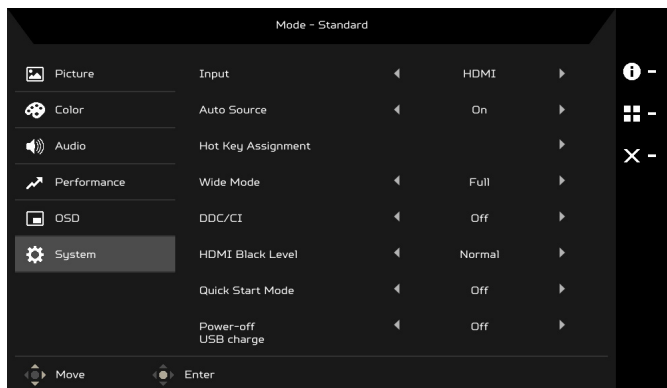 Mode - Standard
Picture
Input HDMI
Color
Auto Source On
Audio
Hot Key Assignment
Performance
Wide Mode Full
OSD
DDC/CI Off
System
HDMI Black Level Normal
Quick Start Mode Off
Power-off Off
USB charge
Move Enter